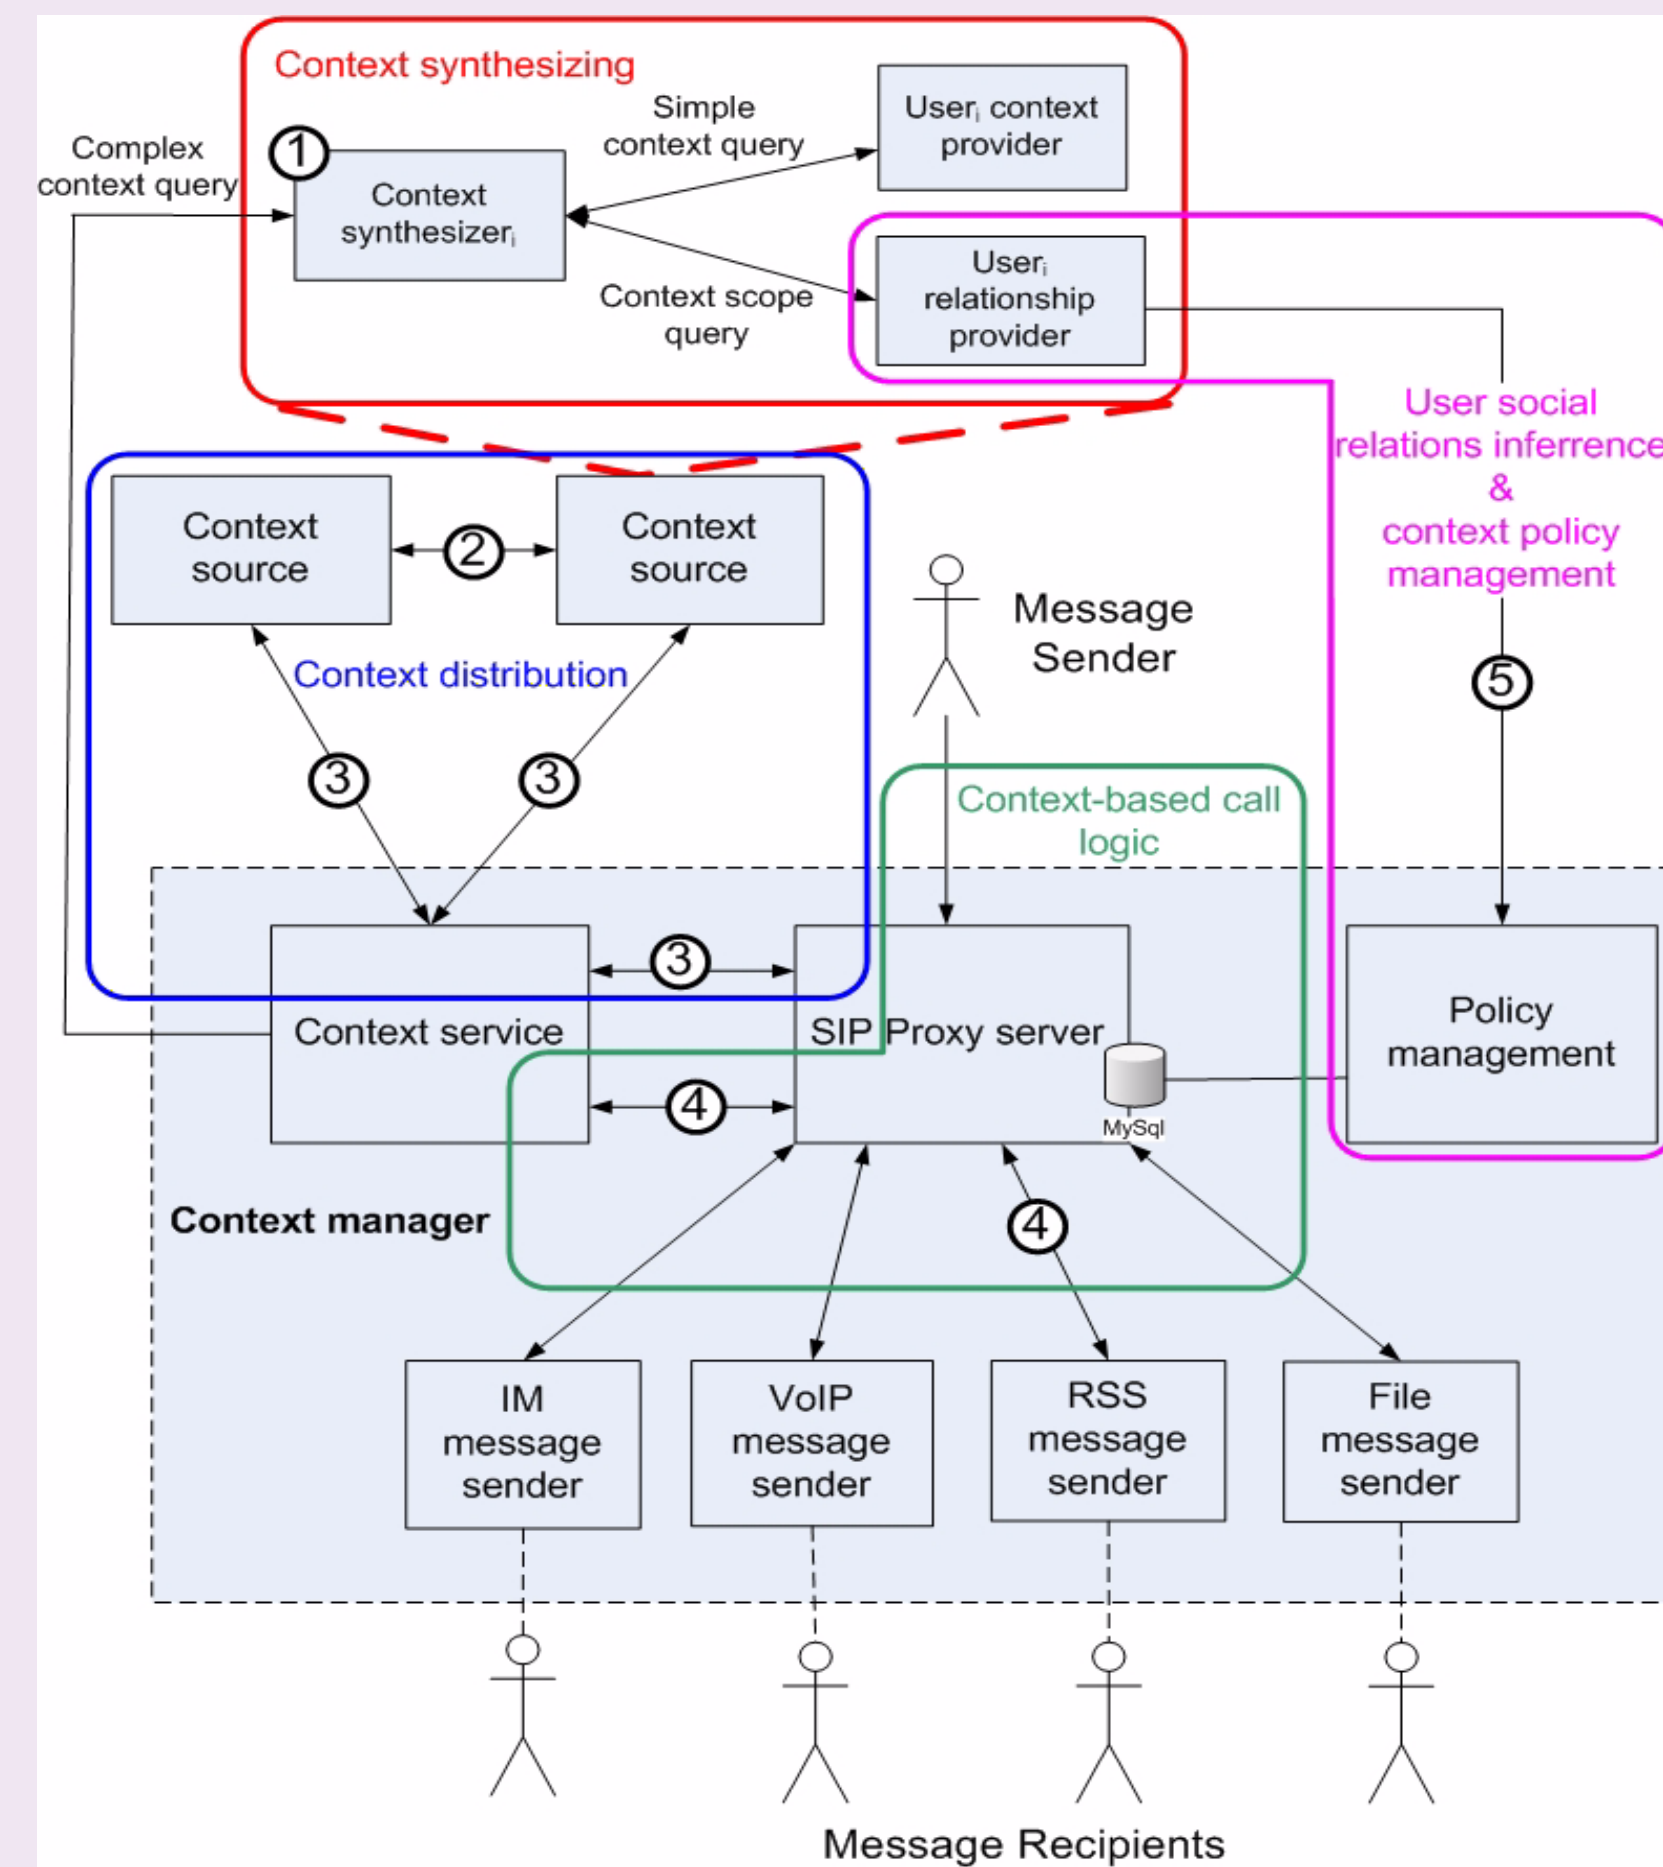 Context synthesizing
Simple
context query
User i context
provider
Complex
context query
1
Context
synthesizer i
User i
relationship
provider
Context scope
query
User social
relations inferrence
&
context policy
management
Context
source
2
Context
source
Message
Sender
Context distribution
5
3
3
Context-based call
logic
3
Context service
SIP Proxy server
Policy
management
4
MySql
Context manager
4
IM
message
sender
VoIP
message
sender
RSS
message
sender
File
message
sender
Message Recipients